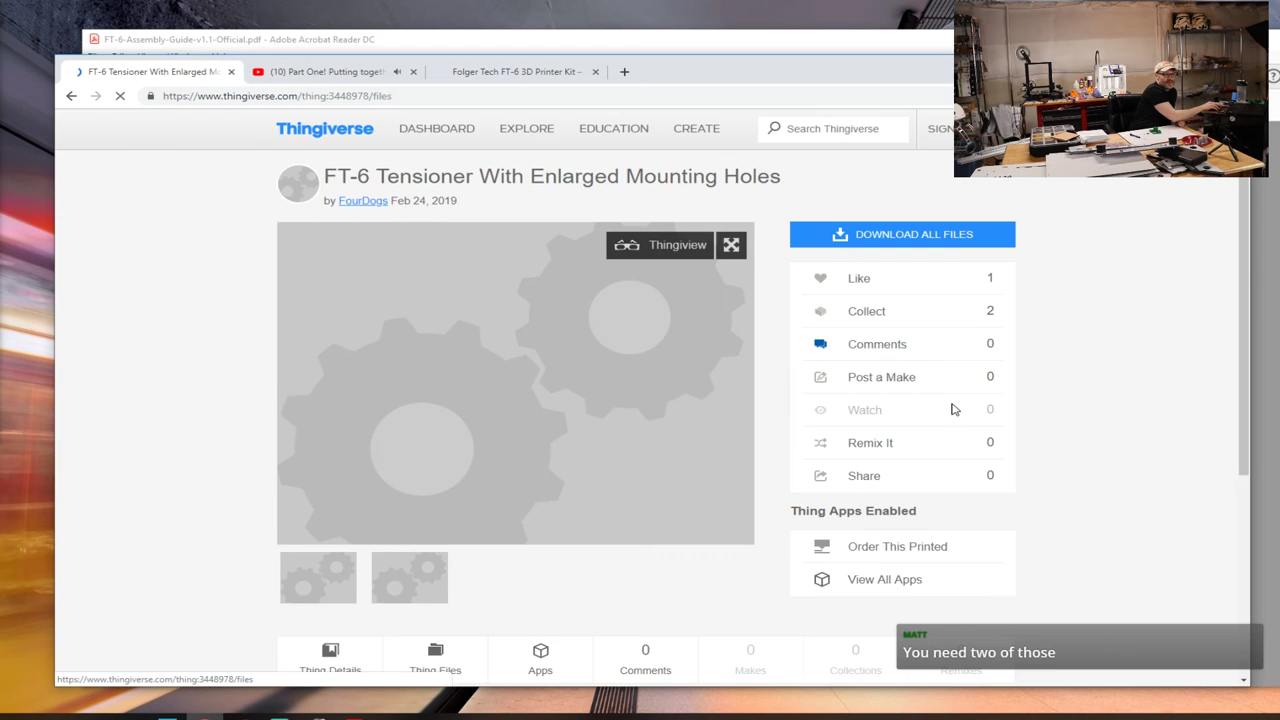 FT-6-Assembly-Guide-v1.1-Official.pdf - Adobe Acrobat Reader DC
FT-6 Tensioner With Enlarged Mo
(10) Part One! Putting togeth
Folger Tech FT-6 3D Printer Kit –
https://www.thingiverse.com/thing:3448978/files
Thingiverse
DASHBOARD
EXPLORE
EDUCATION
CREATE
Search Thingiverse
SIGN
FT-6 Tensioner With Enlarged Mounting Holes
by FourDogs Feb 24, 2019
Thingiview
DOWNLOAD ALL FILES
Like 1
Collect 2
Comments 0
Post a Make 0
Watch 0
Remix It 0
Share 0
Thing Apps Enabled
Order This Printed
View All Apps
0 0 0
Thing Details Thing Files Apps Comments Makes Collections Remixes
MATT
You need two of those
https://www.thingiverse.com/thing:3448978/files